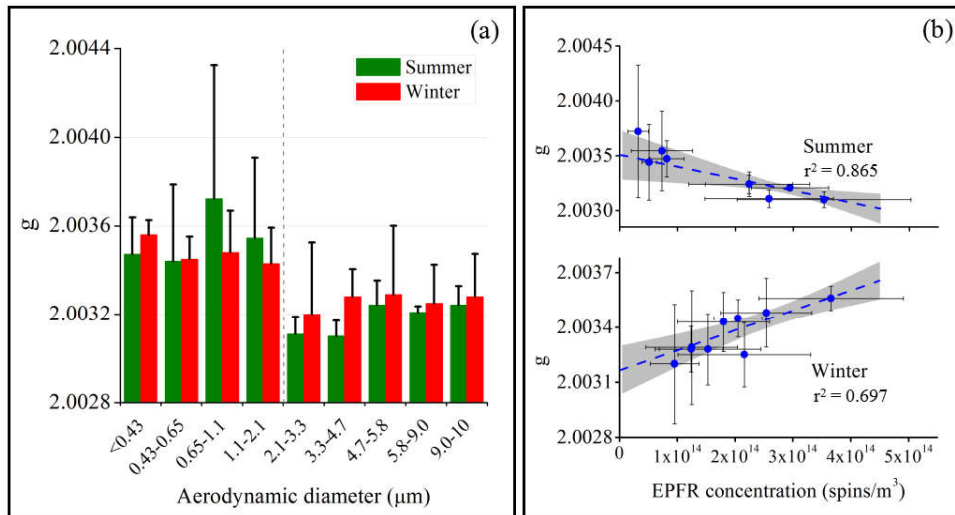 (a)
2.0044
2.0040
2.0036
2.0032
2.0028
g
Summer
Winter
<0.43
0.43-0.65
0.65-1.1
1.11-2.1
2.1-3.3
3.3-4.7
4.7-5.8
5.8-9.0
9.0-10
Aerodynamic diameter (μm)
(b)
2.0045
2.0040
2.0035
2.0030
g
Summer
r² = 0.865
2.0037
2.0034
2.0031
2.0028
g
Winter
r² = 0.697
0 1x10¹⁴ 2x10¹⁴ 3x10¹⁴ 4x10¹⁴ 5x10¹⁴
EPFR concentration (spins/m³)